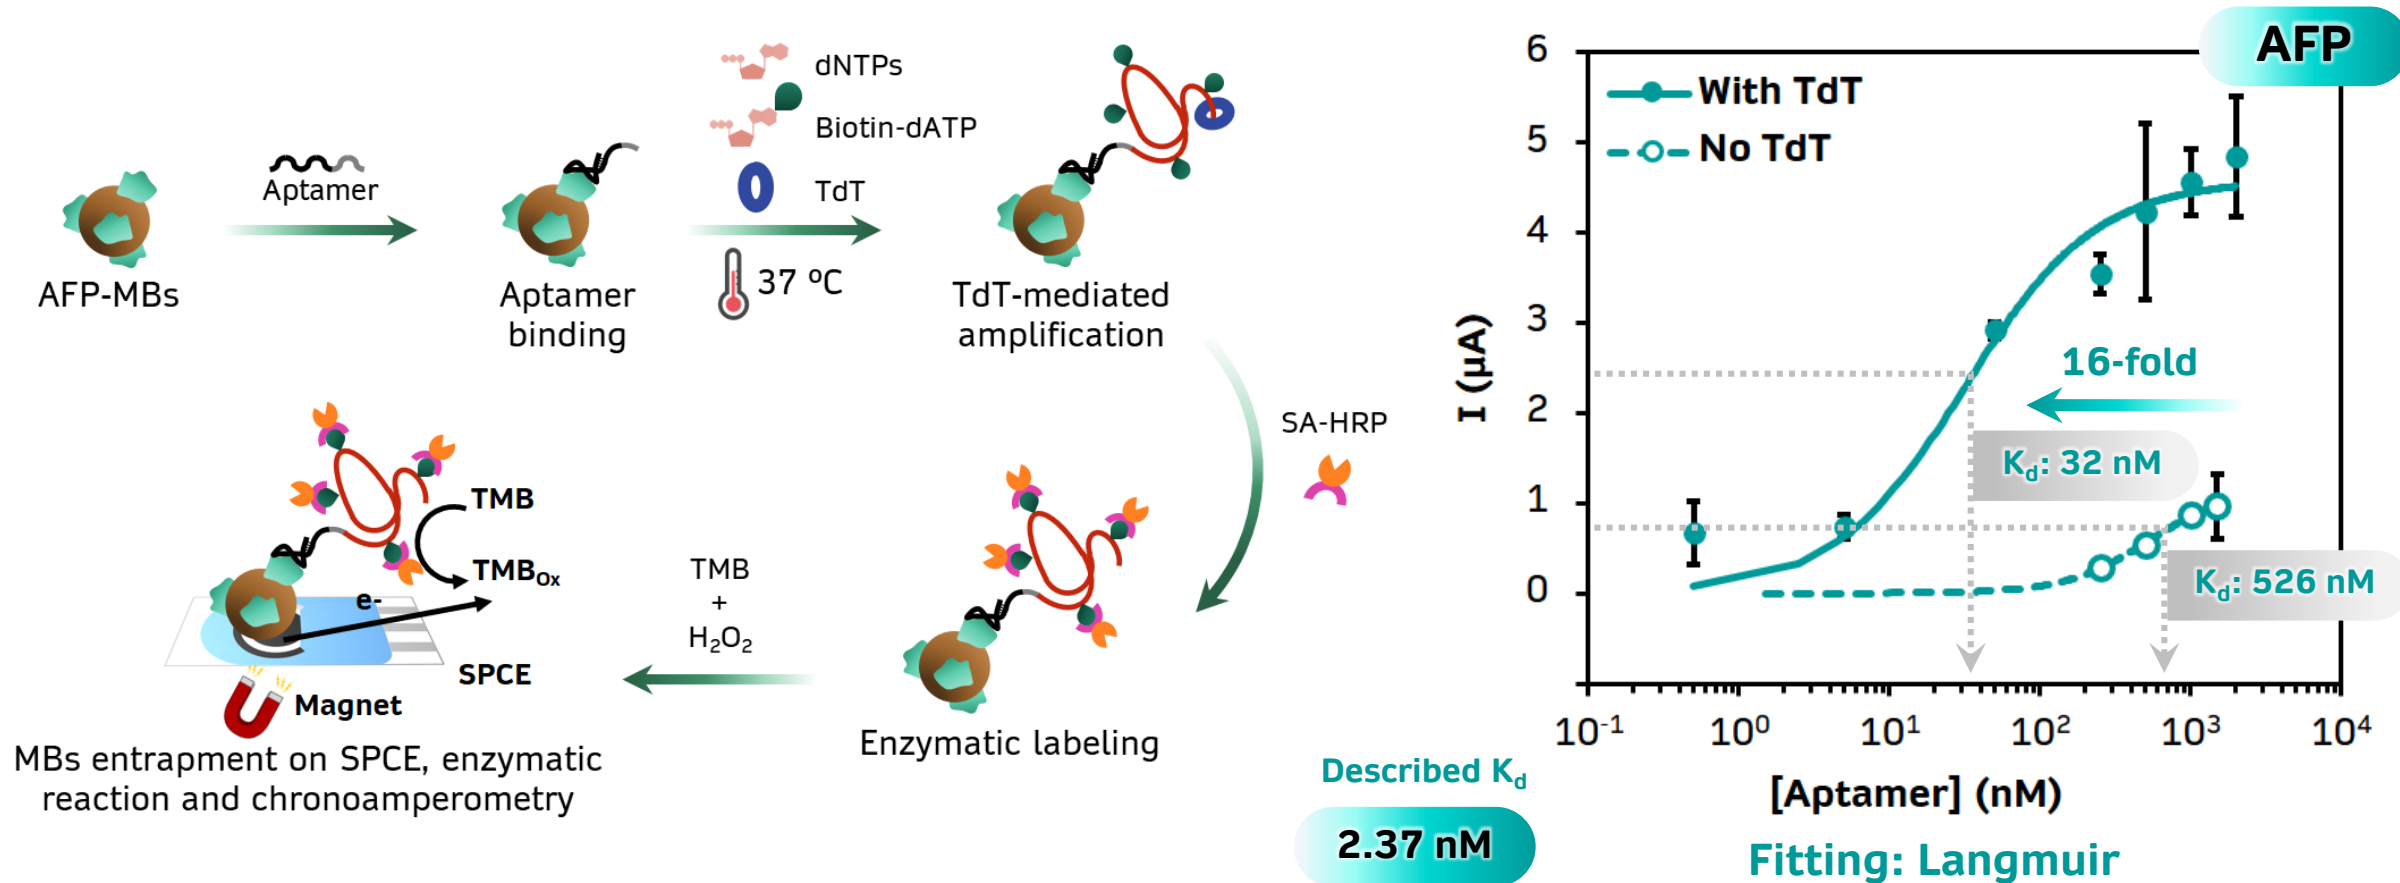 dNTPs
Biotin-dATP
TdT
Aptamer
37 ºC
AFP-MBs
Aptamer
binding
TdT-mediated
amplification
SA-HRP
TMB
TMBOx
e-
SPCE
Magnet
TMB
+
H2O2
Enzymatic labeling
MBs entrapment on SPCE, enzymatic
reaction and chronoamperometry
Described Kd
2.37 nM
AFP
With TdT
No TdT
I (µA)
6
5
4
3
2
1
0
16-fold
Kd: 32 nM
Kd: 526 nM
10-1
100
101
102
103
104
[Aptamer] (nM)
Fitting: Langmuir